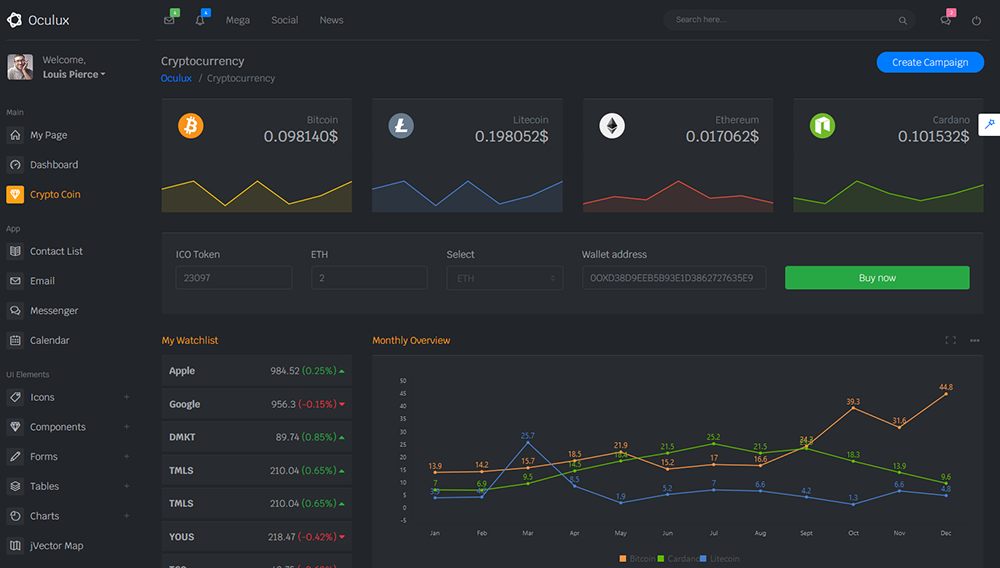 Oculux
Mega Social News
Search here...
Welcome,
Louis Pierce
Main
My Page
Dashboard
Crypto Coin
App
Contact List
Email
Messenger
Calendar
UI Elements
Icons
Components
Forms
Tables
Charts
jVector Map
Cryptocurrency
Oculux / Cryptocurrency
Create Campaign
Bitcoin
0.098140$
Litecoin
0.198052$
Ethereum
0.017062$
Cardano
0.101532$
ICO Token
23097
ETH
2
Select
ETH
Wallet address
0OXD38D9EEB5B93E1D3862727635E9
Buy now
My Watchlist
Apple 984.52 (0.25%)
Google 956.3 (-0.15%)
DMKT 89.74 (0.85%)
TMLS 210.04 (0.65%)
TMLS 210.04 (0.65%)
YOUS 218.47 (-0.42%)
Monthly Overview
50
45
40
35
30
25
20
15
10
5
0
-5
13.9 14.2 15.7 18.5 21.9 15.2 17 16.6 24.2 39.3 31.6 44.8
7 6.9 9.5 14.5 18.4 21.5 25.2 21.5 18.3 13.9 9.6
3.9 25.7 8.5 1.9 5.2 7 6.6 4.2 1.3 6.6 4.8
Jan Feb Mar Apr May Jun Jul Aug Sept Oct Nov Dec
Bitcoin Cardano Litecoin